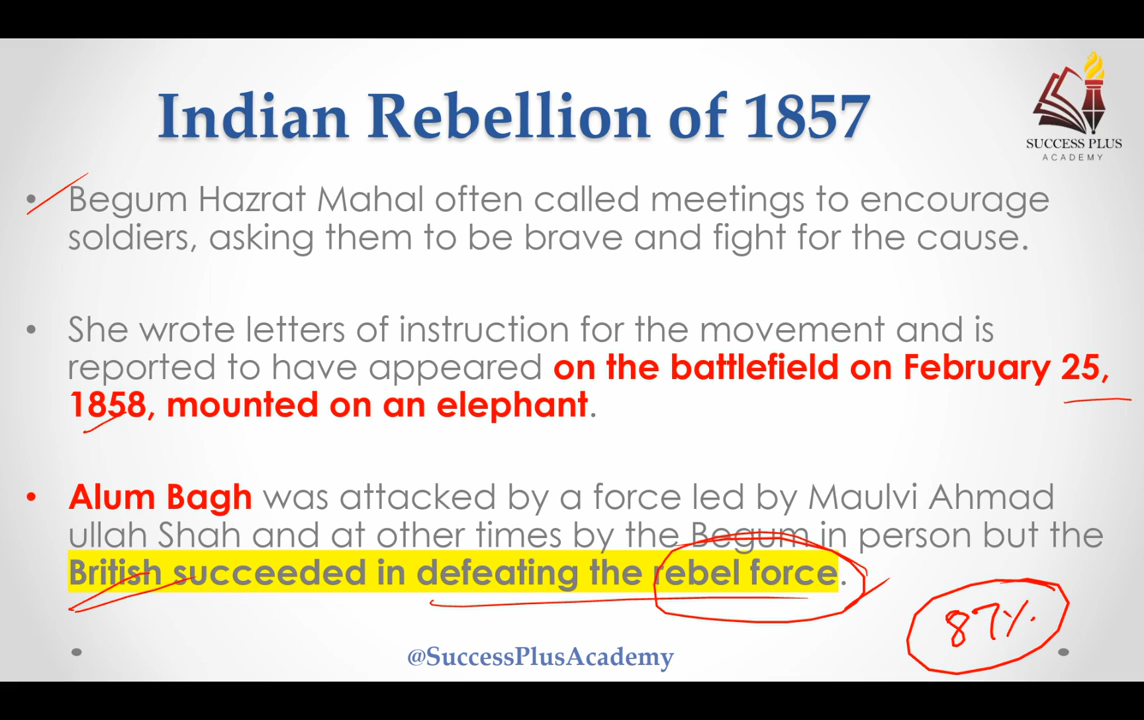 Indian Rebellion of 1857
SUCCESS PLUS
ACADEMY
• Begum Hazrat Mahal often called meetings to encourage
soldiers, asking them to be brave and fight for the cause.
• She wrote letters of instruction for the movement and is
reported to have appeared on the battlefield on February 25,
1858, mounted on an elephant.
• Alum Bagh was attacked by a force led by Maulvi Ahmad
ullah Shah and at other times by the Begum in person but the
British succeeded in defeating the rebel force.
87%.
@SuccessPlusAcademy